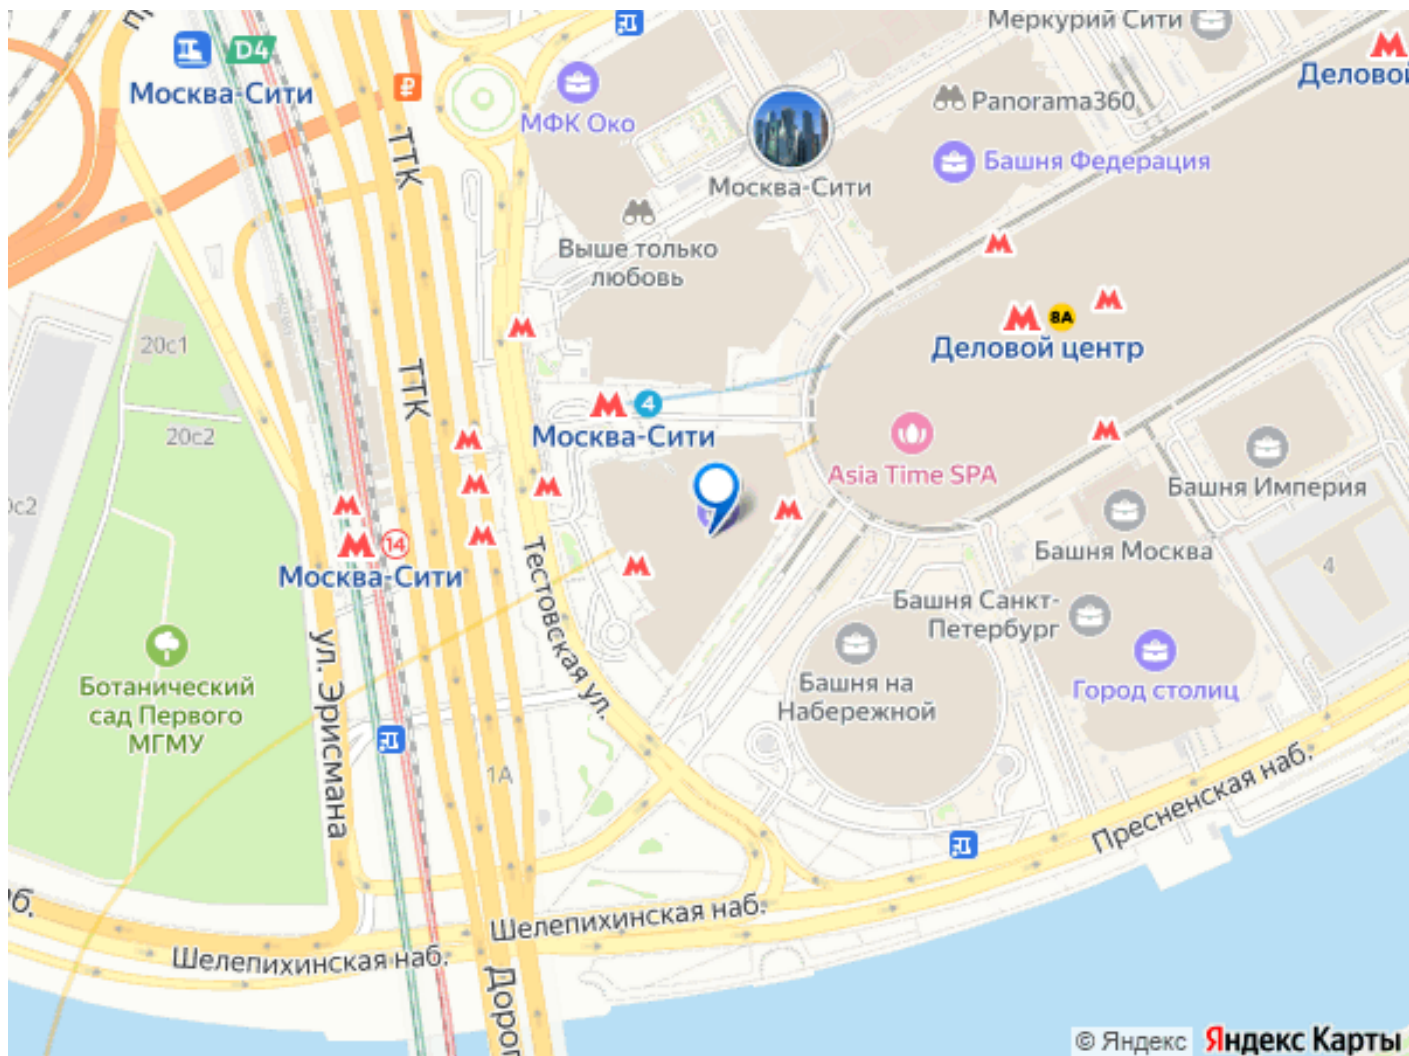 Меркурий Сити
D4
Москва-Сити
Деловой
Panorama360
МФК Око
ТТК
Башня Федерация
Москва-Сити
Выше только
любовь
8А
Деловой центр
20с1
ТТК
4
Москва-Сити
20с2
Asia Time SPA
Башня Империя
с2
14
Москва-Сити
Башня Москва
4
Тестовская ул.
Башня Санкт-
Петербург
Ботанический
сад Первого
МГМУ
ул. Эрисмана
Башня на
Набережной
Город столиц
1А
Пресненская наб.
б.
Шелепихинская наб.
Шелепихинская наб.
Дорог
© Яндекс Яндекс Карты